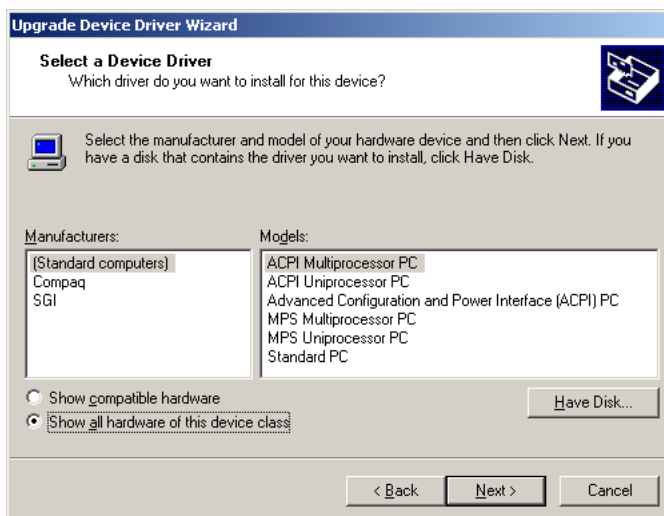 Upgrade Device Driver Wizard
Select a Device Driver
Which driver do you want to install for this device?
Select the manufacturer and model of your hardware device and then click Next. If you
have a disk that contains the driver you want to install, click Have Disk.
Manufacturers:
(Standard computers)
Compaq
SGI
Models:
ACPI Multiprocessor PC
ACPI Uniprocessor PC
Advanced Configuration and Power Interface (ACPI) PC
MPS Multiprocessor PC
MPS Uniprocessor PC
Standard PC
Show compatible hardware
Show all hardware of this device class
Have Disk...
< Back
Next >
Cancel